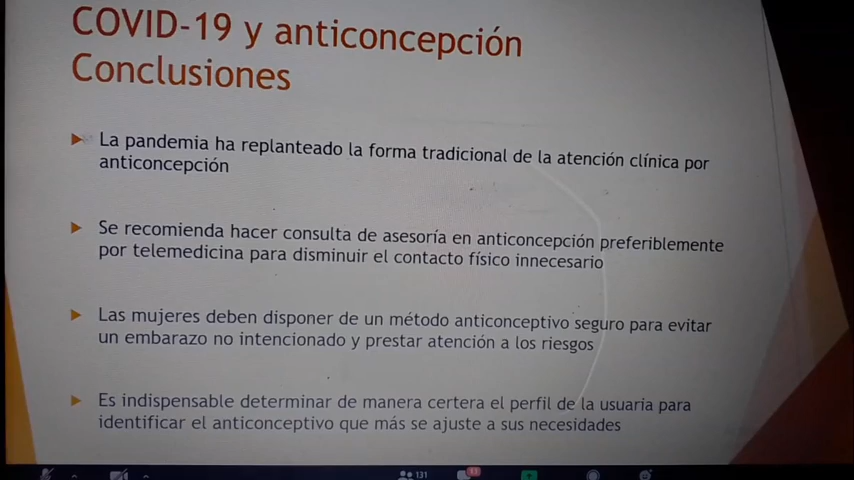 COVID-19 y anticoncepción
Conclusiones
La pandemia ha replanteado la forma tradicional de la atención clínica por
anticoncepción
Se recomienda hacer consulta de asesoría en anticoncepción preferiblemente
por telemedicina para disminuir el contacto físico innecesario
Las mujeres deben disponer de un método anticonceptivo seguro para evitar
un embarazo no intencionado y prestar atención a los riesgos
Es indispensable determinar de manera certera el perfil de la usuaria para
identificar el anticonceptivo que más se ajuste a sus necesidades
131